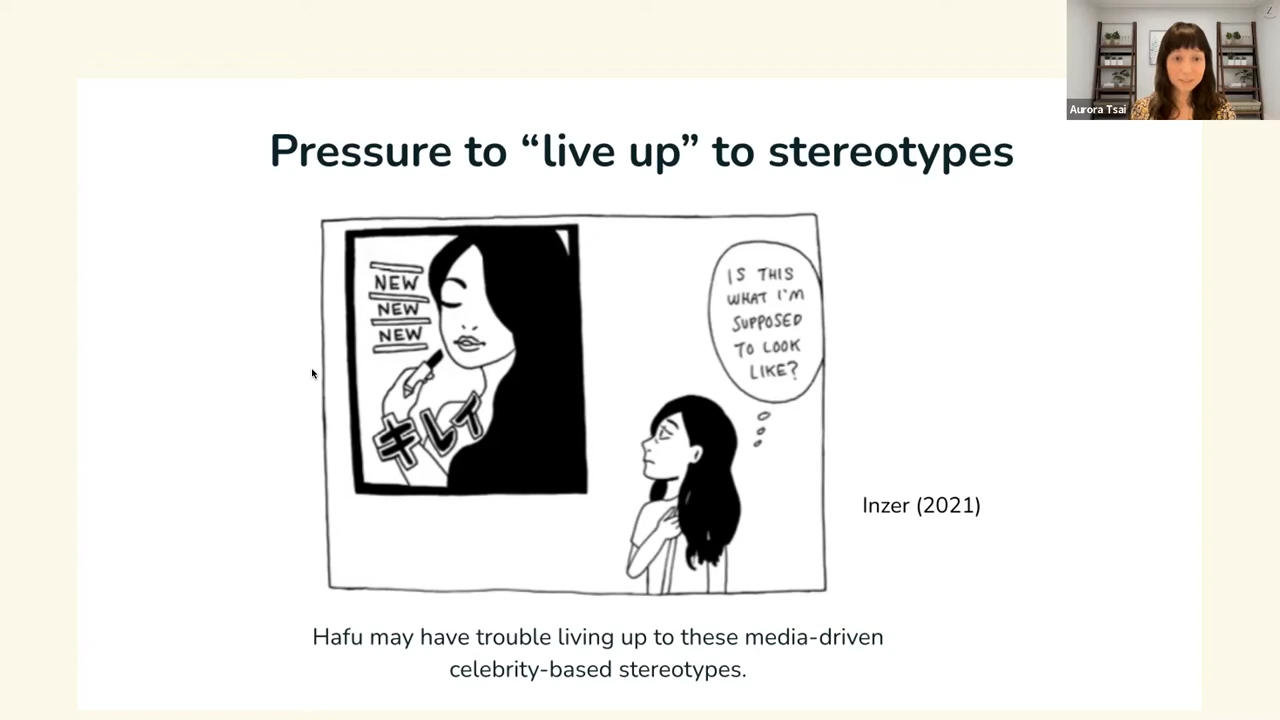 Aurora Tsai
Pressure to “live up” to stereotypes
NEW
NEW
NEW
キレイ
IS THIS
WHAT I'M
SUPPOSED
TO LOOK
LIKE?
Inzer (2021)
Hafu may have trouble living up to these media-driven
celebrity-based stereotypes.